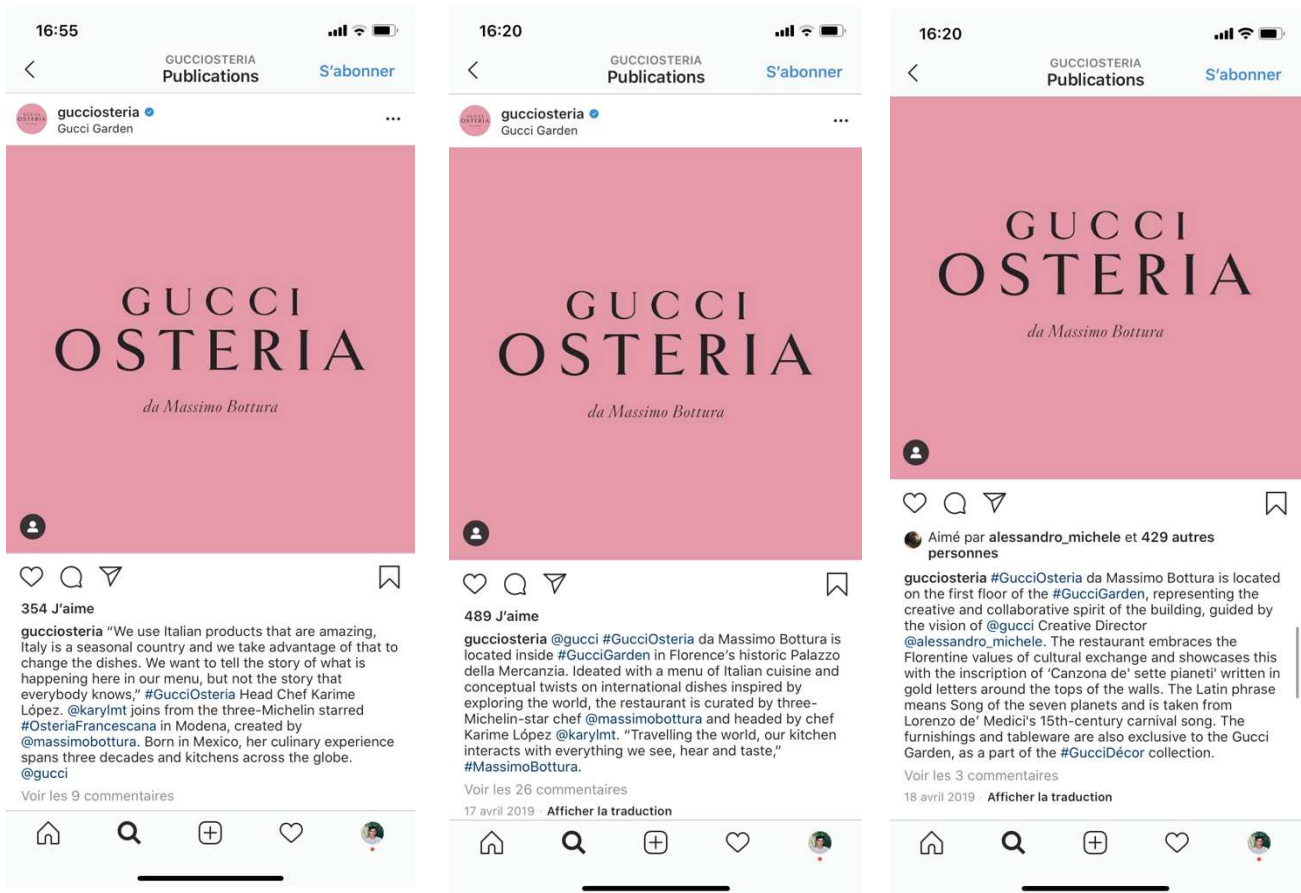 16:55
GUCCIOSTERIA
Publications
S'abonner
gucciosteria
Gucci Garden
GUCCI
OSTERIA
da Massimo Bottura
354 J'aime
gucciosteria “We use Italian products that are amazing,
Italy is a seasonal country and we take advantage of that to
change the dishes. We want to tell the story of what is
happening here in our menu, but not the story that
everybody knows,” #GucciOsteria Head Chef Karime
López. @karylmt joins from the three-Michelin starred
#OsteriaFrancescana in Modena, created by
@massimobottura. Born in Mexico, her culinary experience
spans three decades and kitchens across the globe.
@gucci
Voir les 9 commentaires
16:20
GUCCIOSTERIA
Publications
S'abonner
gucciosteria
Gucci Garden
GUCCI
OSTERIA
da Massimo Bottura
489 J'aime
gucciosteria @gucci #GucciOsteria da Massimo Bottura is
located inside #GucciGarden in Florence's historic Palazzo
della Mercanzia. Ideated with a menu of Italian cuisine and
conceptual twists on international dishes inspired by
exploring the world, the restaurant is curated by three-
Michelin-star chef @massimobottura and headed by chef
Karime López @karylmt. “Travelling the world, our kitchen
interacts with everything we see, hear and taste,”
#MassimoBottura.
Voir les 26 commentaires
17 avril 2019 · Afficher la traduction
16:20
GUCCIOSTERIA
Publications
S'abonner
GUCCI
OSTERIA
da Massimo Bottura
Aimé par alessandro_michele et 429 autres
personnes
gucciosteria #GucciOsteria da Massimo Bottura is located
on the first floor of the #GucciGarden, representing the
creative and collaborative spirit of the building, guided by
the vision of @gucci Creative Director
@alessandro_michele. The restaurant embraces the
Florentine values of cultural exchange and showcases this
with the inscription of ‘Canzona de' sette pianeti' written in
gold letters around the tops of the walls. The Latin phrase
means Song of the seven planets and is taken from
Lorenzo de' Medici's 15th-century carnival song. The
furnishings and tableware are also exclusive to the Gucci
Garden, as a part of the #GucciDécor collection.
Voir les 3 commentaires
18 avril 2019 · Afficher la traduction